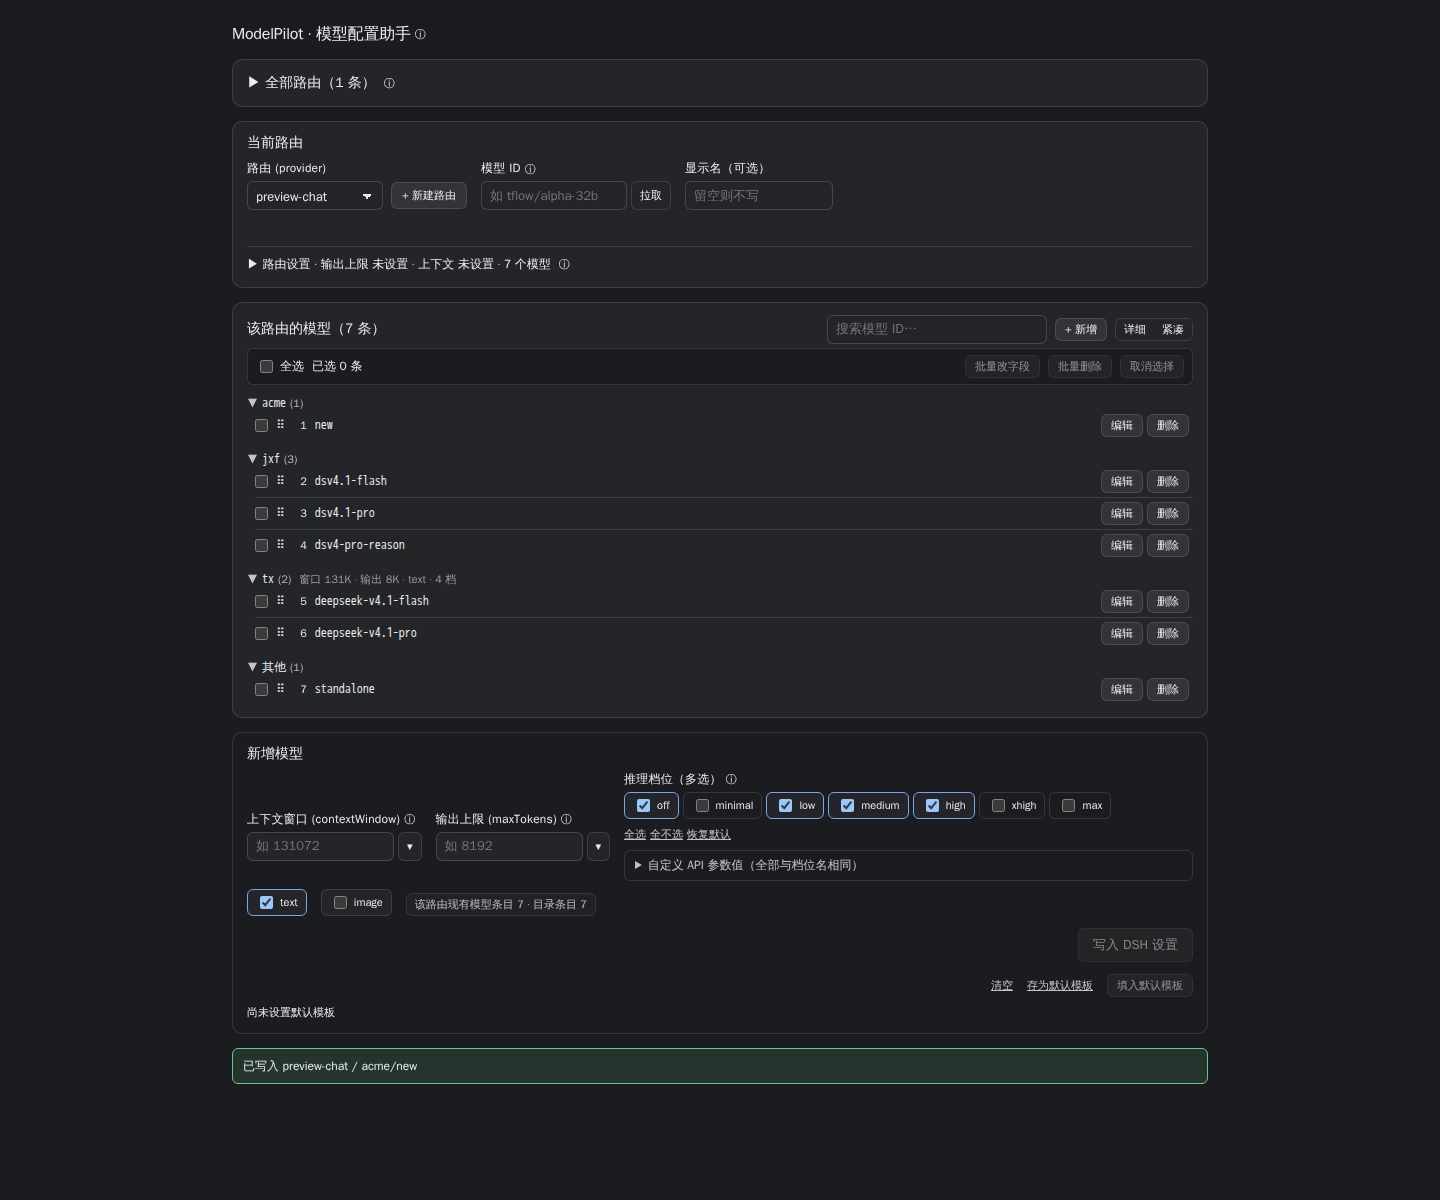 ModelPilot · 模型配置助手 ⓘ
▶ 全部路由（1 条） ⓘ
当前路由
路由 (provider) 模型 ID ⓘ 显示名（可选）
preview-chat + 新建路由 如 tflow/alpha-32b 拉取 留空则不写
▶ 路由设置 · 输出上限 未设置 · 上下文 未设置 · 7 个模型 ⓘ
该路由的模型（7 条） 搜索模型 ID… + 新增 详细 紧凑
全选 已选 0 条 批量改字段 批量删除 取消选择
▼ acme (1)
⠿ 1 new 编辑 删除
▼ jxf (3)
⠿ 2 dsv4.1-flash 编辑 删除
⠿ 3 dsv4.1-pro 编辑 删除
⠿ 4 dsv4-pro-reason 编辑 删除
▼ tx (2) 窗口 131K · 输出 8K · text · 4 档
⠿ 5 deepseek-v4.1-flash 编辑 删除
⠿ 6 deepseek-v4.1-pro 编辑 删除
▼ 其他 (1)
⠿ 7 standalone 编辑 删除
新增模型
推理档位（多选） ⓘ
off minimal low medium high xhigh max
上下文窗口 (contextWindow) ⓘ 输出上限 (maxTokens) ⓘ
全选 全不选 恢复默认
如 131072 ▼ 如 8192 ▼
▶ 自定义 API 参数值（全部与档位名相同）
text image 该路由现有模型条目 7 · 目录条目 7
写入 DSH 设置
清空 存为默认模板 填入默认模板
尚未设置默认模板
已写入 preview-chat / acme/new